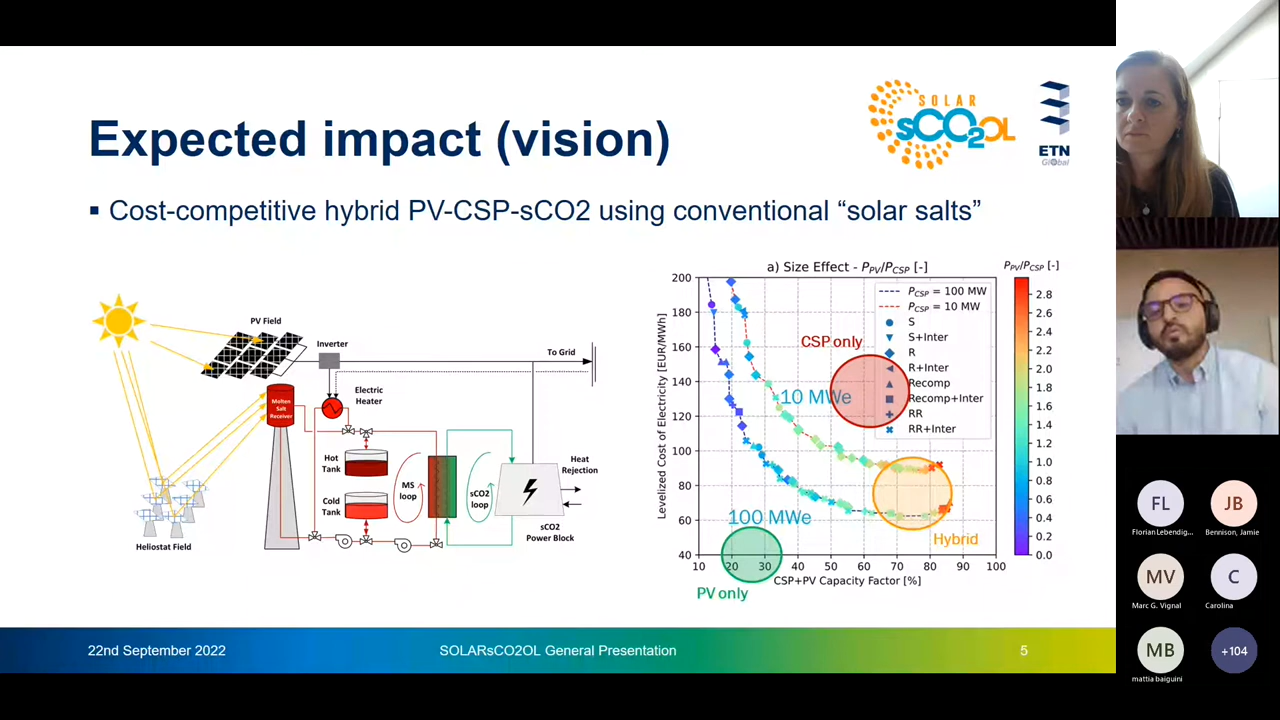 SOLAR
sCO2OL
ETN
Global
Expected impact (vision)
▪ Cost-competitive hybrid PV-CSP-sCO2 using conventional “solar salts”
PV Field
Inverter
To Grid
Electric
Heater
Molten
Salt
Receiver
Hot
Tank
Cold
Tank
MS
loop
sCO2
loop
Heat
Rejection
sCO2
Power Block
Heliostat Field
a) Size Effect - PPV/PCSP [-]
PPV/PCSP [-]
Levelized Cost of Electricity [EUR/MWh]
200
180
160
140
120
100
80
60
40
10 20 30 40 50 60 70 80 90 100
CSP+PV Capacity Factor [%]
PCSP = 100 MW
PCSP = 10 MW
S
S+Inter
R
R+Inter
Recomp
Recomp+Inter
RR
RR+Inter
CSP only
10 MWe
100 MWe
Hybrid
PV only
2.8
2.6
2.4
2.2
2.0
1.8
1.6
1.4
1.2
1.0
0.8
0.6
0.4
0.2
0.0
22nd September 2022
SOLARsCO2OL General Presentation
5
FL
Florian Lebendig...
JB
Bennison, Jamie
MV
Marc G. Vignal
C
Carolina
MB
mattia baiguini
+104